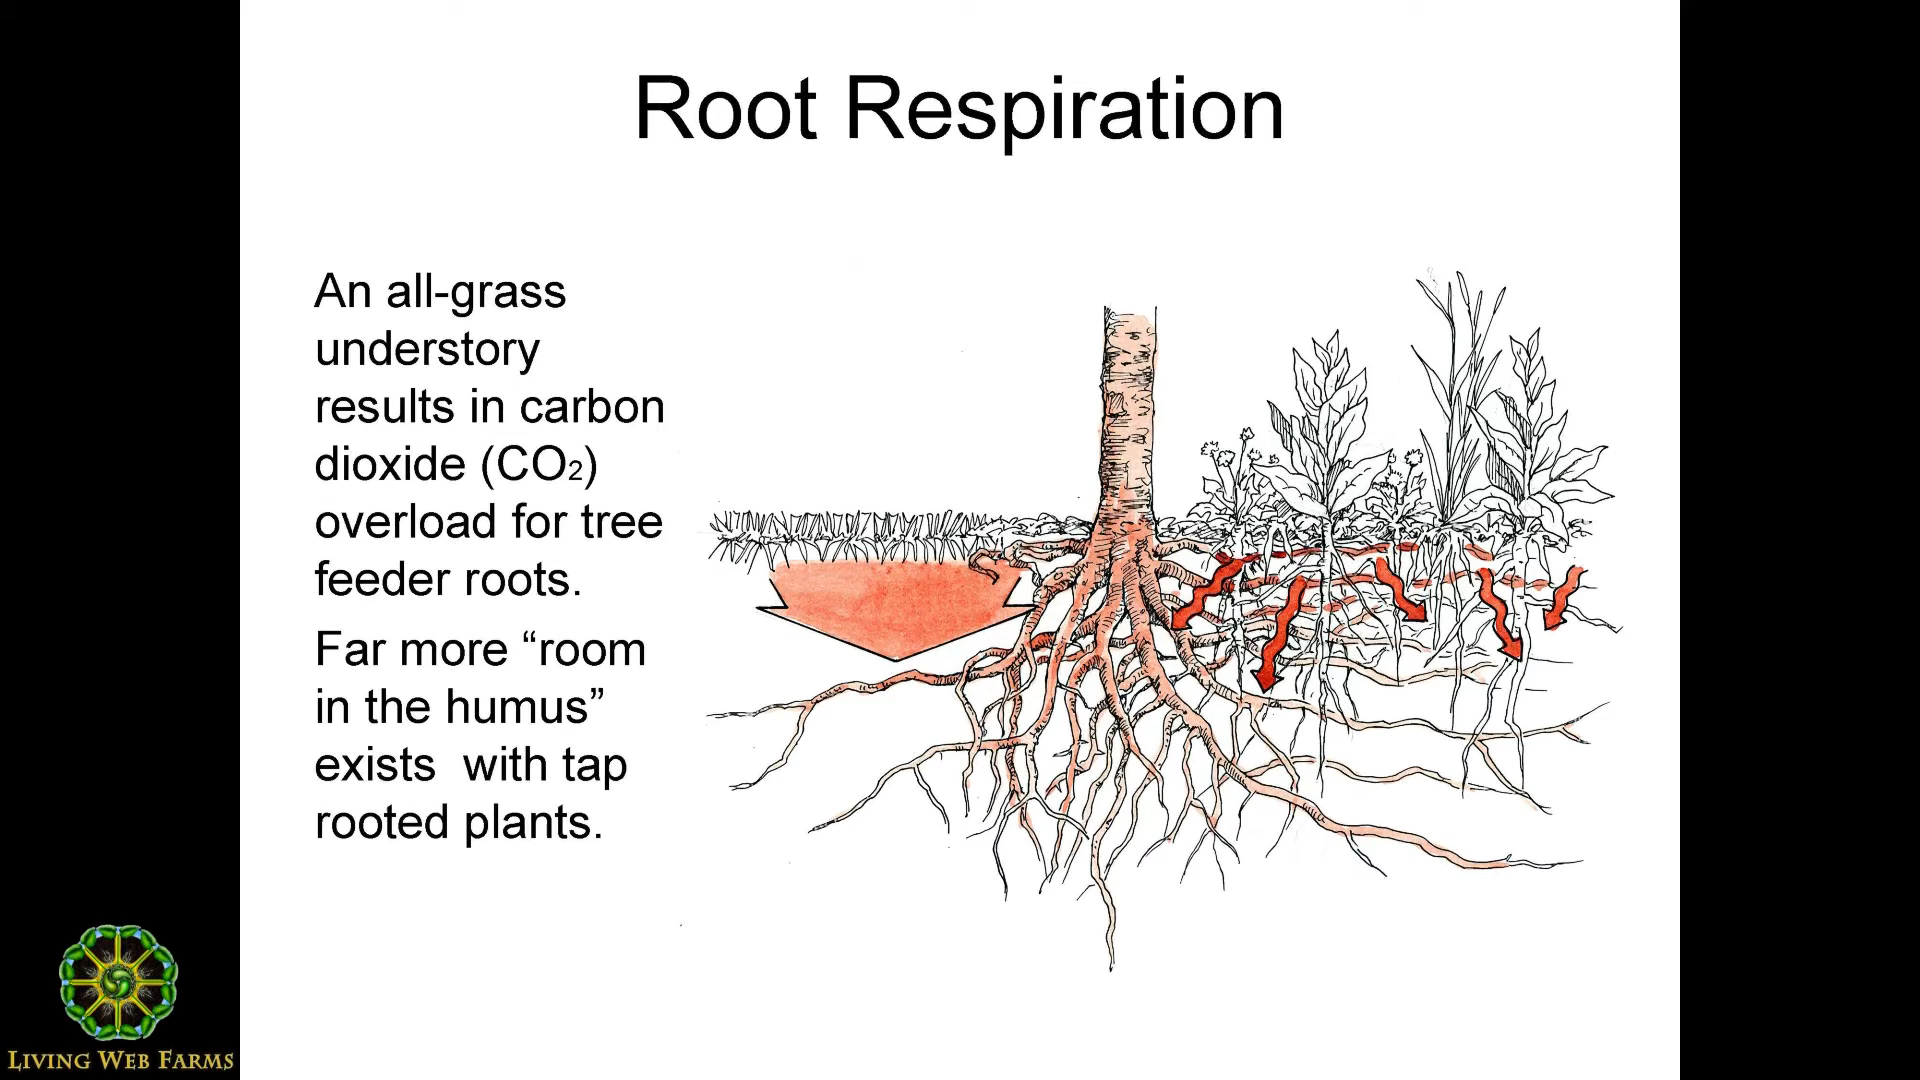 Root Respiration
An all-grass
understory
results in carbon
dioxide (CO₂)
overload for tree
feeder roots.
Far more “room
in the humus”
exists  with tap
rooted plants.
LIVING WEB FARMS